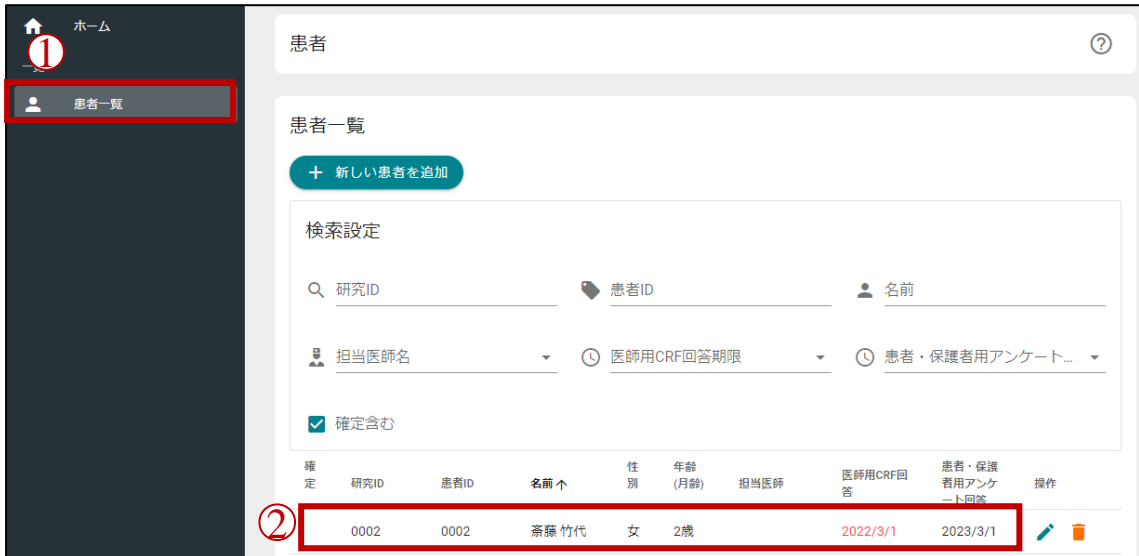 ホーム
①
一覧
患者一覧
患者
患者一覧
+ 新しい患者を追加
検索設定
研究ID
患者ID
名前
担当医師名
医師用CRF回答期限
患者・保護者用アンケート...
確定含む
確定 研究ID 患者ID 名前↑ 性別 年齢(月齢) 担当医師 医師用CRF回答 患者・保護者用アンケート回答 操作
② 0002 0002 斎藤 竹代 女 2歳 2022/3/1 2023/3/1